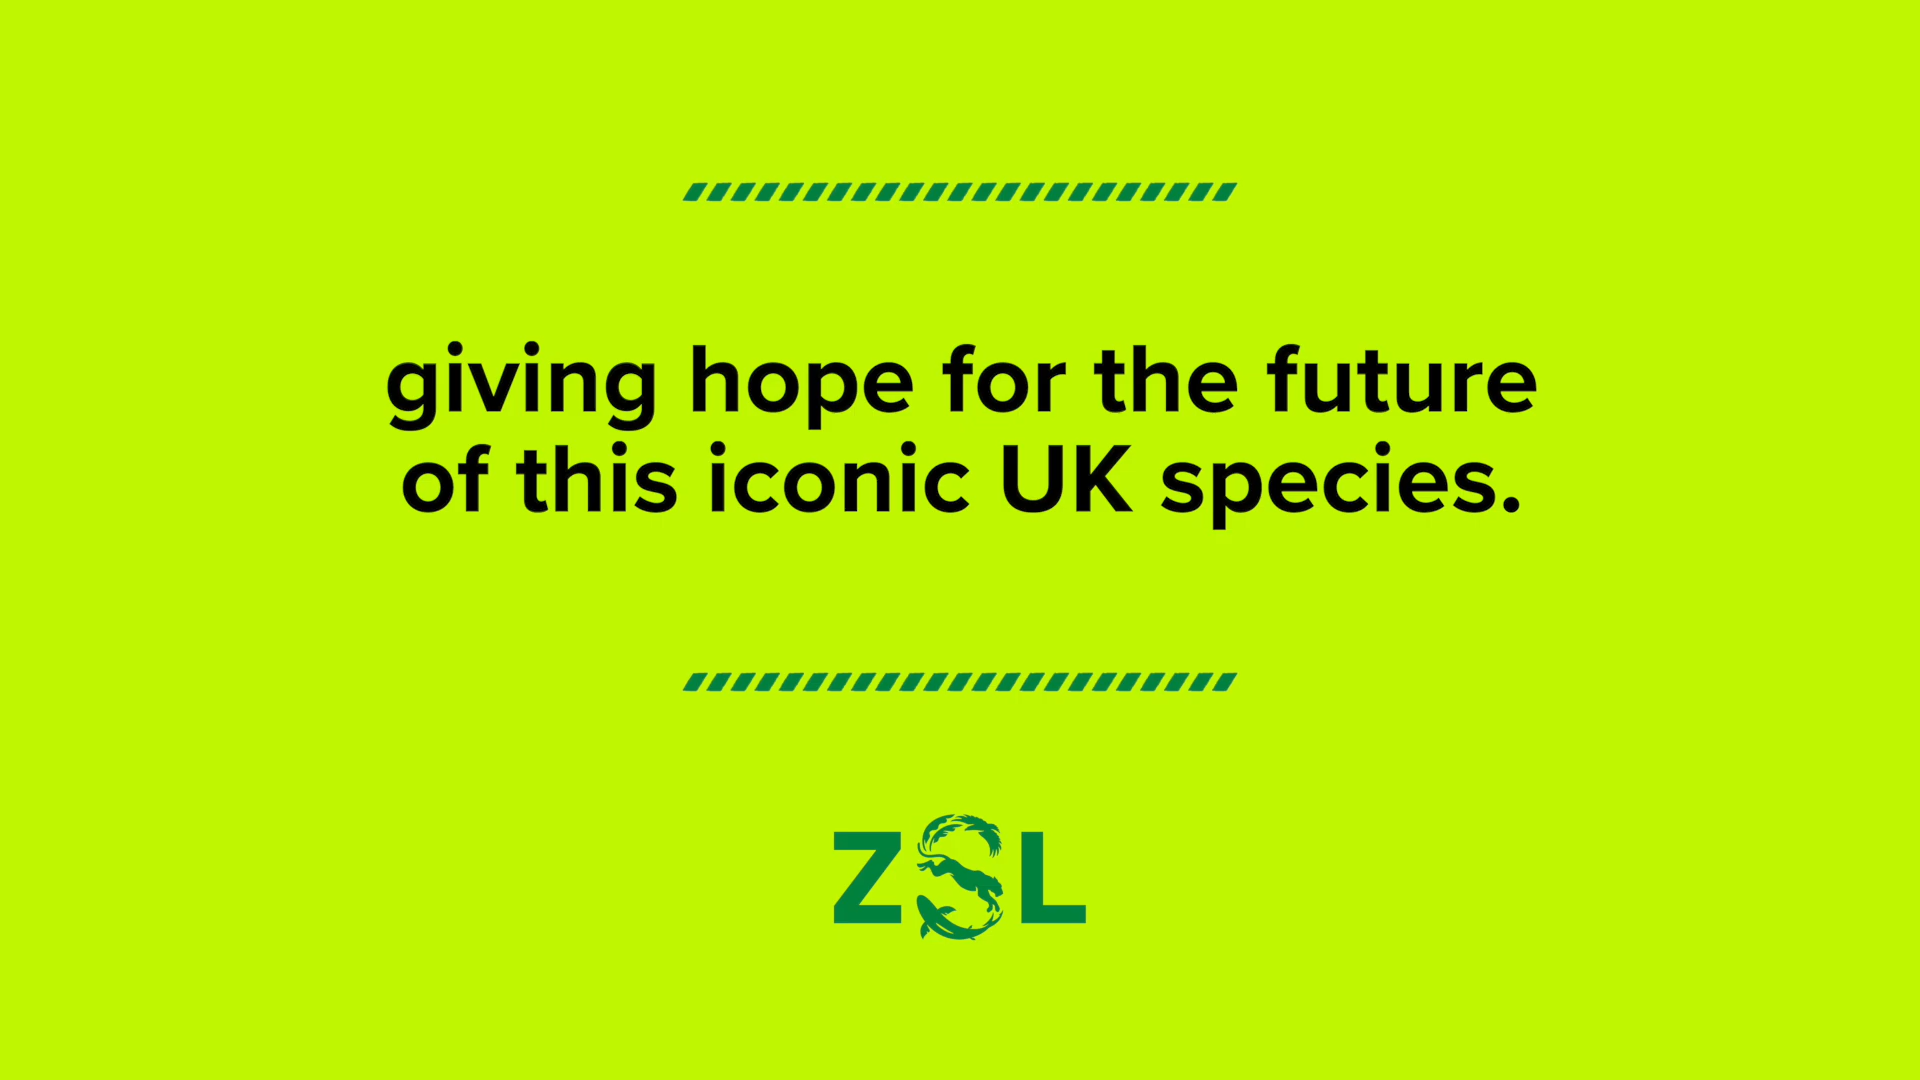 giving hope for the future
of this iconic UK species.
ZSL